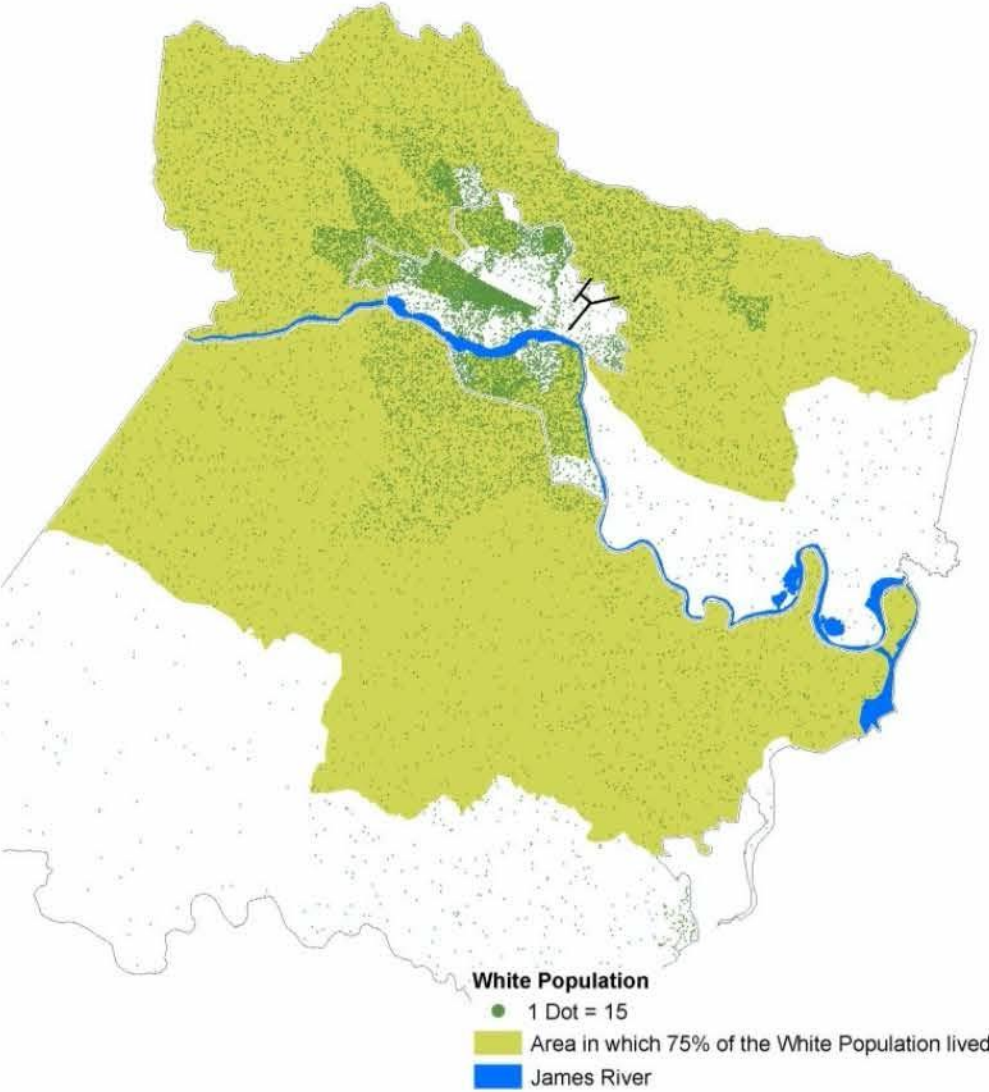 White Population
1 Dot = 15
Area in which 75% of the White Population lived
James River